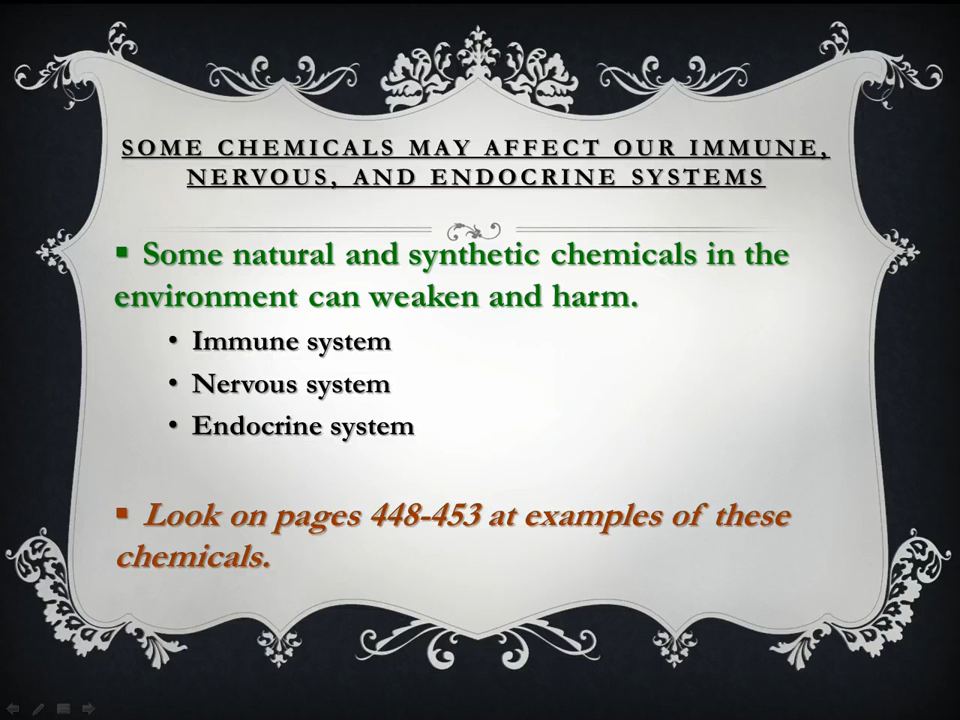 SOME CHEMICALS MAY AFFECT OUR IMMUNE,
NERVOUS, AND ENDOCRINE SYSTEMS
▪ Some natural and synthetic chemicals in the
environment can weaken and harm.
• Immune system
• Nervous system
• Endocrine system
▪ Look on pages 448-453 at examples of these
chemicals.